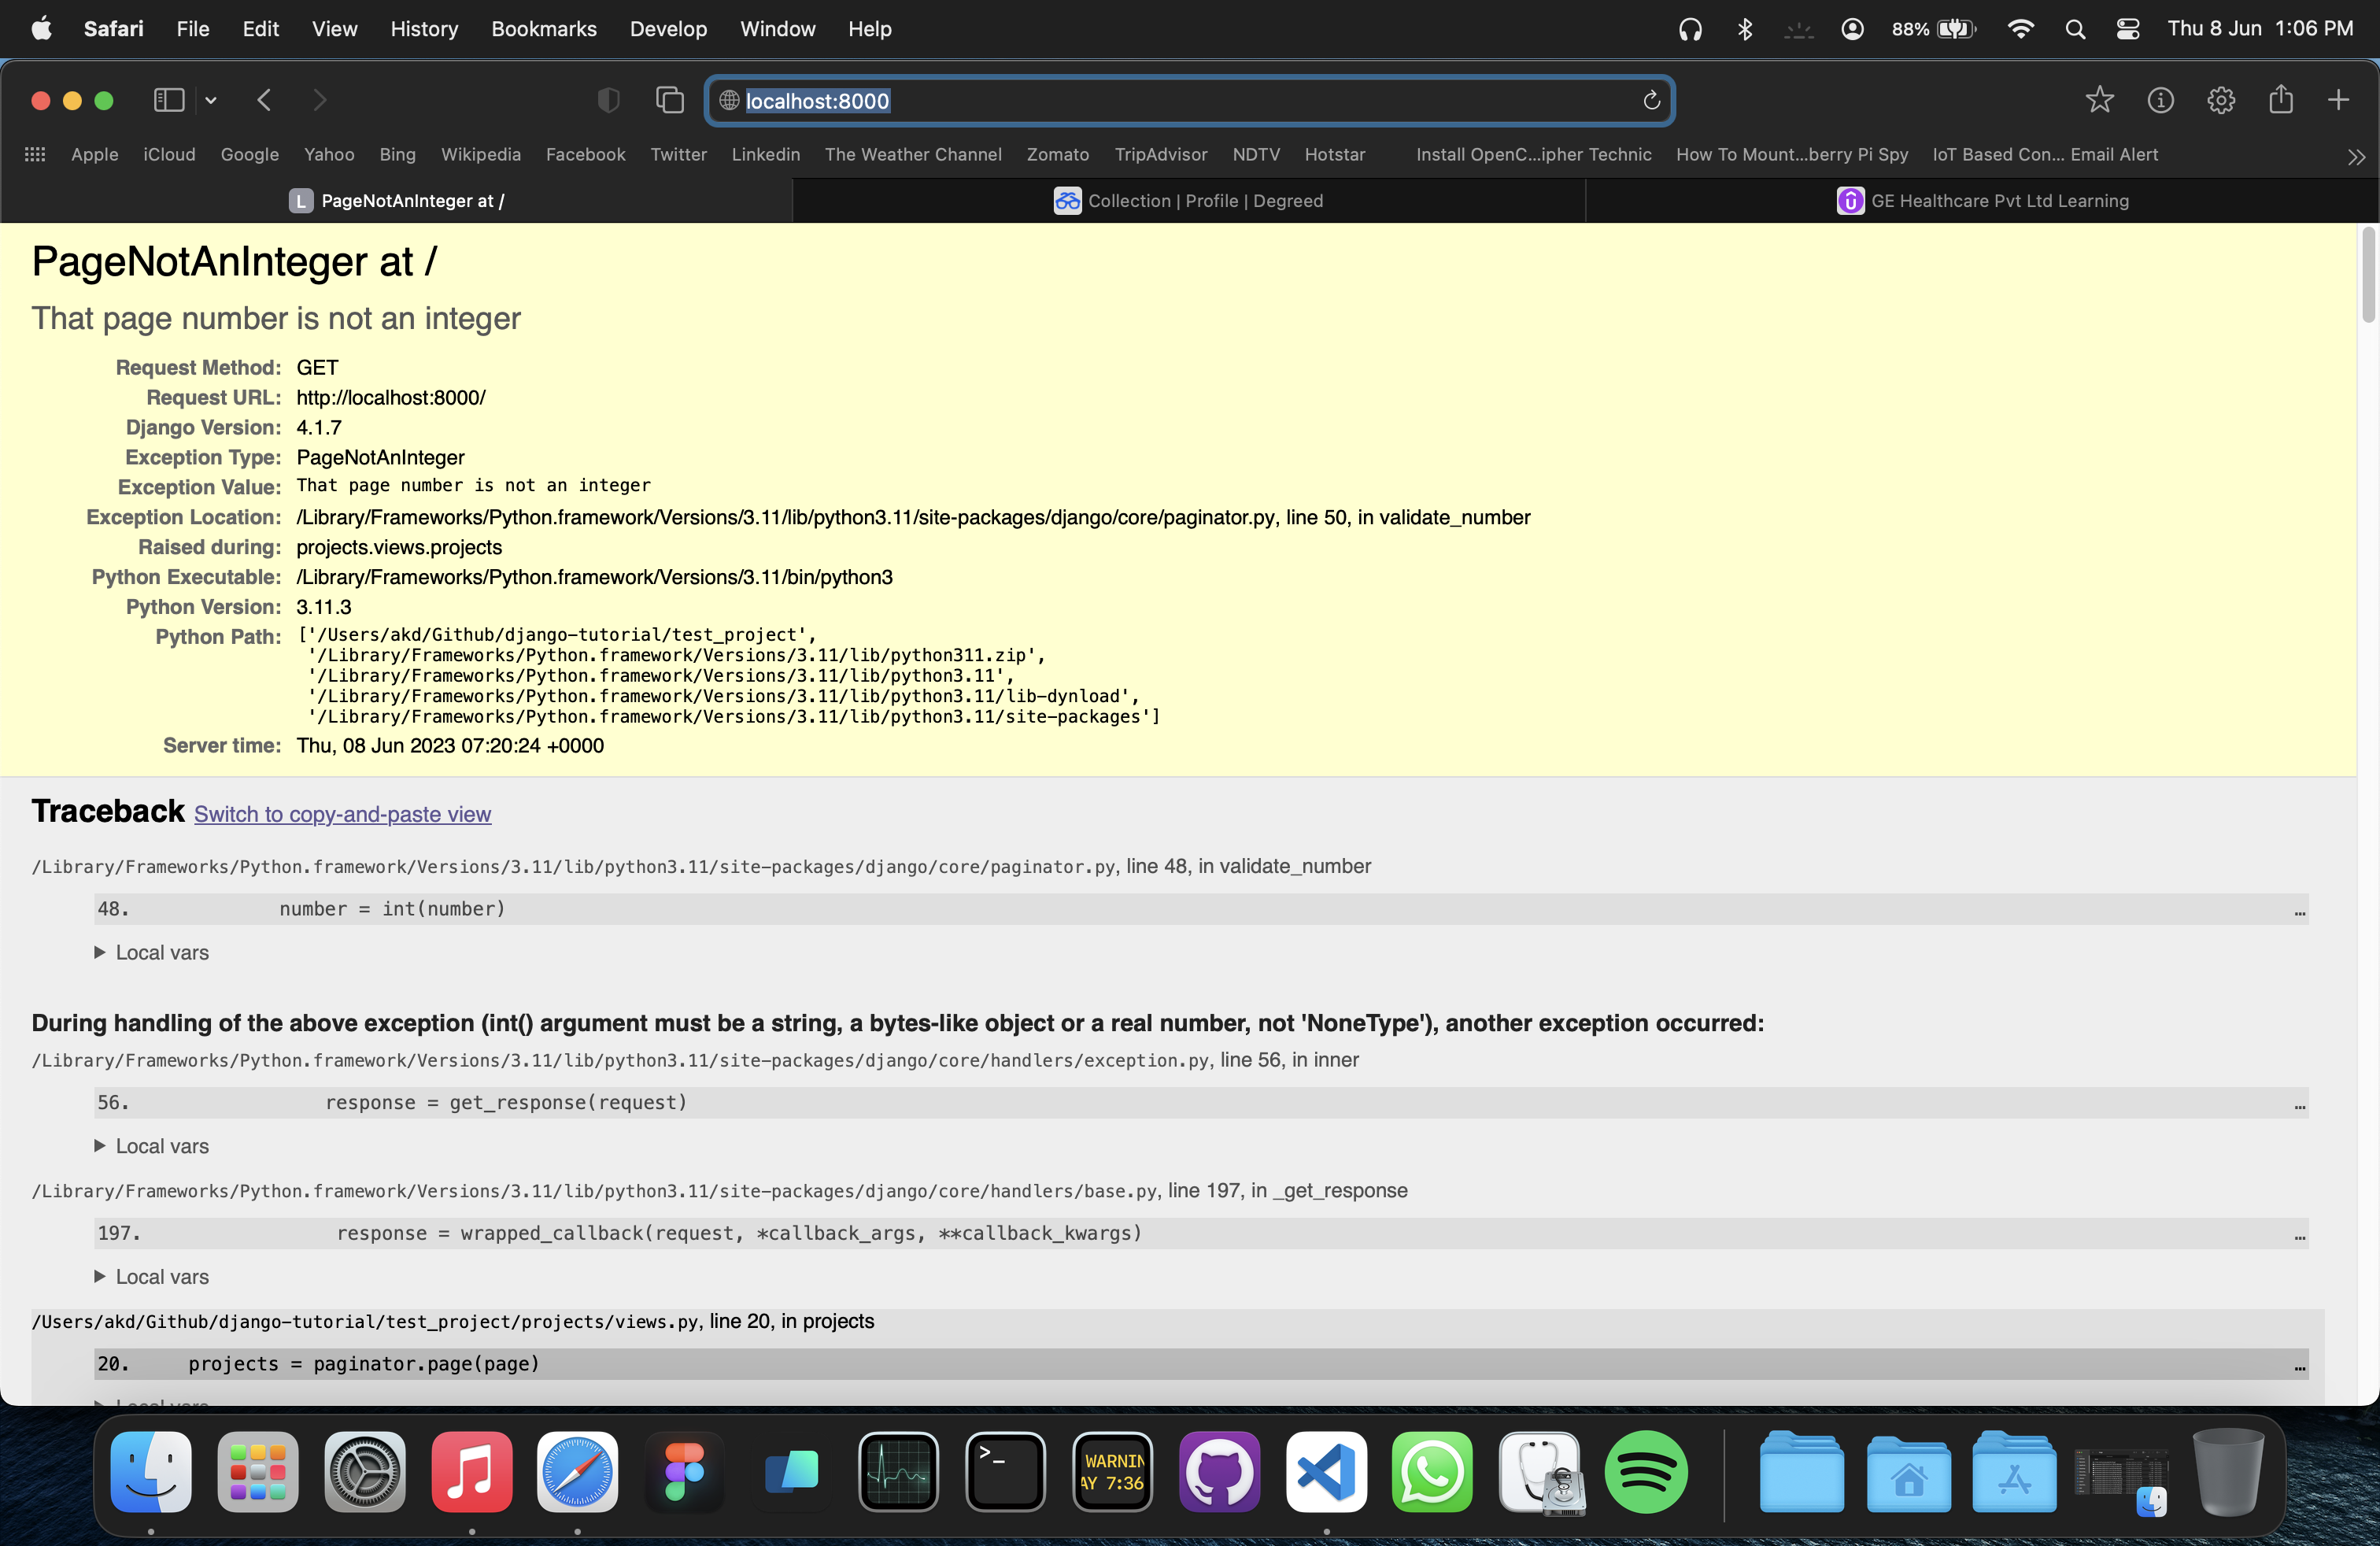 Safari File Edit View History Bookmarks Develop Window Help 88% Thu 8 Jun 1:06 PM
localhost:8000
Apple iCloud Google Yahoo Bing Wikipedia Facebook Twitter Linkedin The Weather Channel Zomato TripAdvisor NDTV Hotstar Install OpenC...ipher Technic How To Mount...berry Pi Spy IoT Based Con... Email Alert
L PageNotAnInteger at / Collection | Profile | Degreed GE Healthcare Pvt Ltd Learning
PageNotAnInteger at /
That page number is not an integer
Request Method: GET
Request URL: http://localhost:8000/
Django Version: 4.1.7
Exception Type: PageNotAnInteger
Exception Value: That page number is not an integer
Exception Location: /Library/Frameworks/Python.framework/Versions/3.11/lib/python3.11/site-packages/django/core/paginator.py, line 50, in validate_number
Raised during: projects.views.projects
Python Executable: /Library/Frameworks/Python.framework/Versions/3.11/bin/python3
Python Version: 3.11.3
Python Path: ['/Users/akd/Github/django-tutorial/test_project',
'/Library/Frameworks/Python.framework/Versions/3.11/lib/python311.zip',
'/Library/Frameworks/Python.framework/Versions/3.11/lib/python3.11',
'/Library/Frameworks/Python.framework/Versions/3.11/lib/python3.11/lib-dynload',
'/Library/Frameworks/Python.framework/Versions/3.11/lib/python3.11/site-packages']
Server time: Thu, 08 Jun 2023 07:20:24 +0000
Traceback Switch to copy-and-paste view
/Library/Frameworks/Python.framework/Versions/3.11/lib/python3.11/site-packages/django/core/paginator.py, line 48, in validate_number
48. number = int(number) …
Local vars
During handling of the above exception (int() argument must be a string, a bytes-like object or a real number, not 'NoneType'), another exception occurred:
/Library/Frameworks/Python.framework/Versions/3.11/lib/python3.11/site-packages/django/core/handlers/exception.py, line 56, in inner
56. response = get_response(request) …
Local vars
/Library/Frameworks/Python.framework/Versions/3.11/lib/python3.11/site-packages/django/core/handlers/base.py, line 197, in _get_response
197. response = wrapped_callback(request, *callback_args, **callback_kwargs) …
Local vars
/Users/akd/Github/django-tutorial/test_project/projects/views.py, line 20, in projects
20. projects = paginator.page(page) …
Local vars
>_
WARNIN
AY 7:36